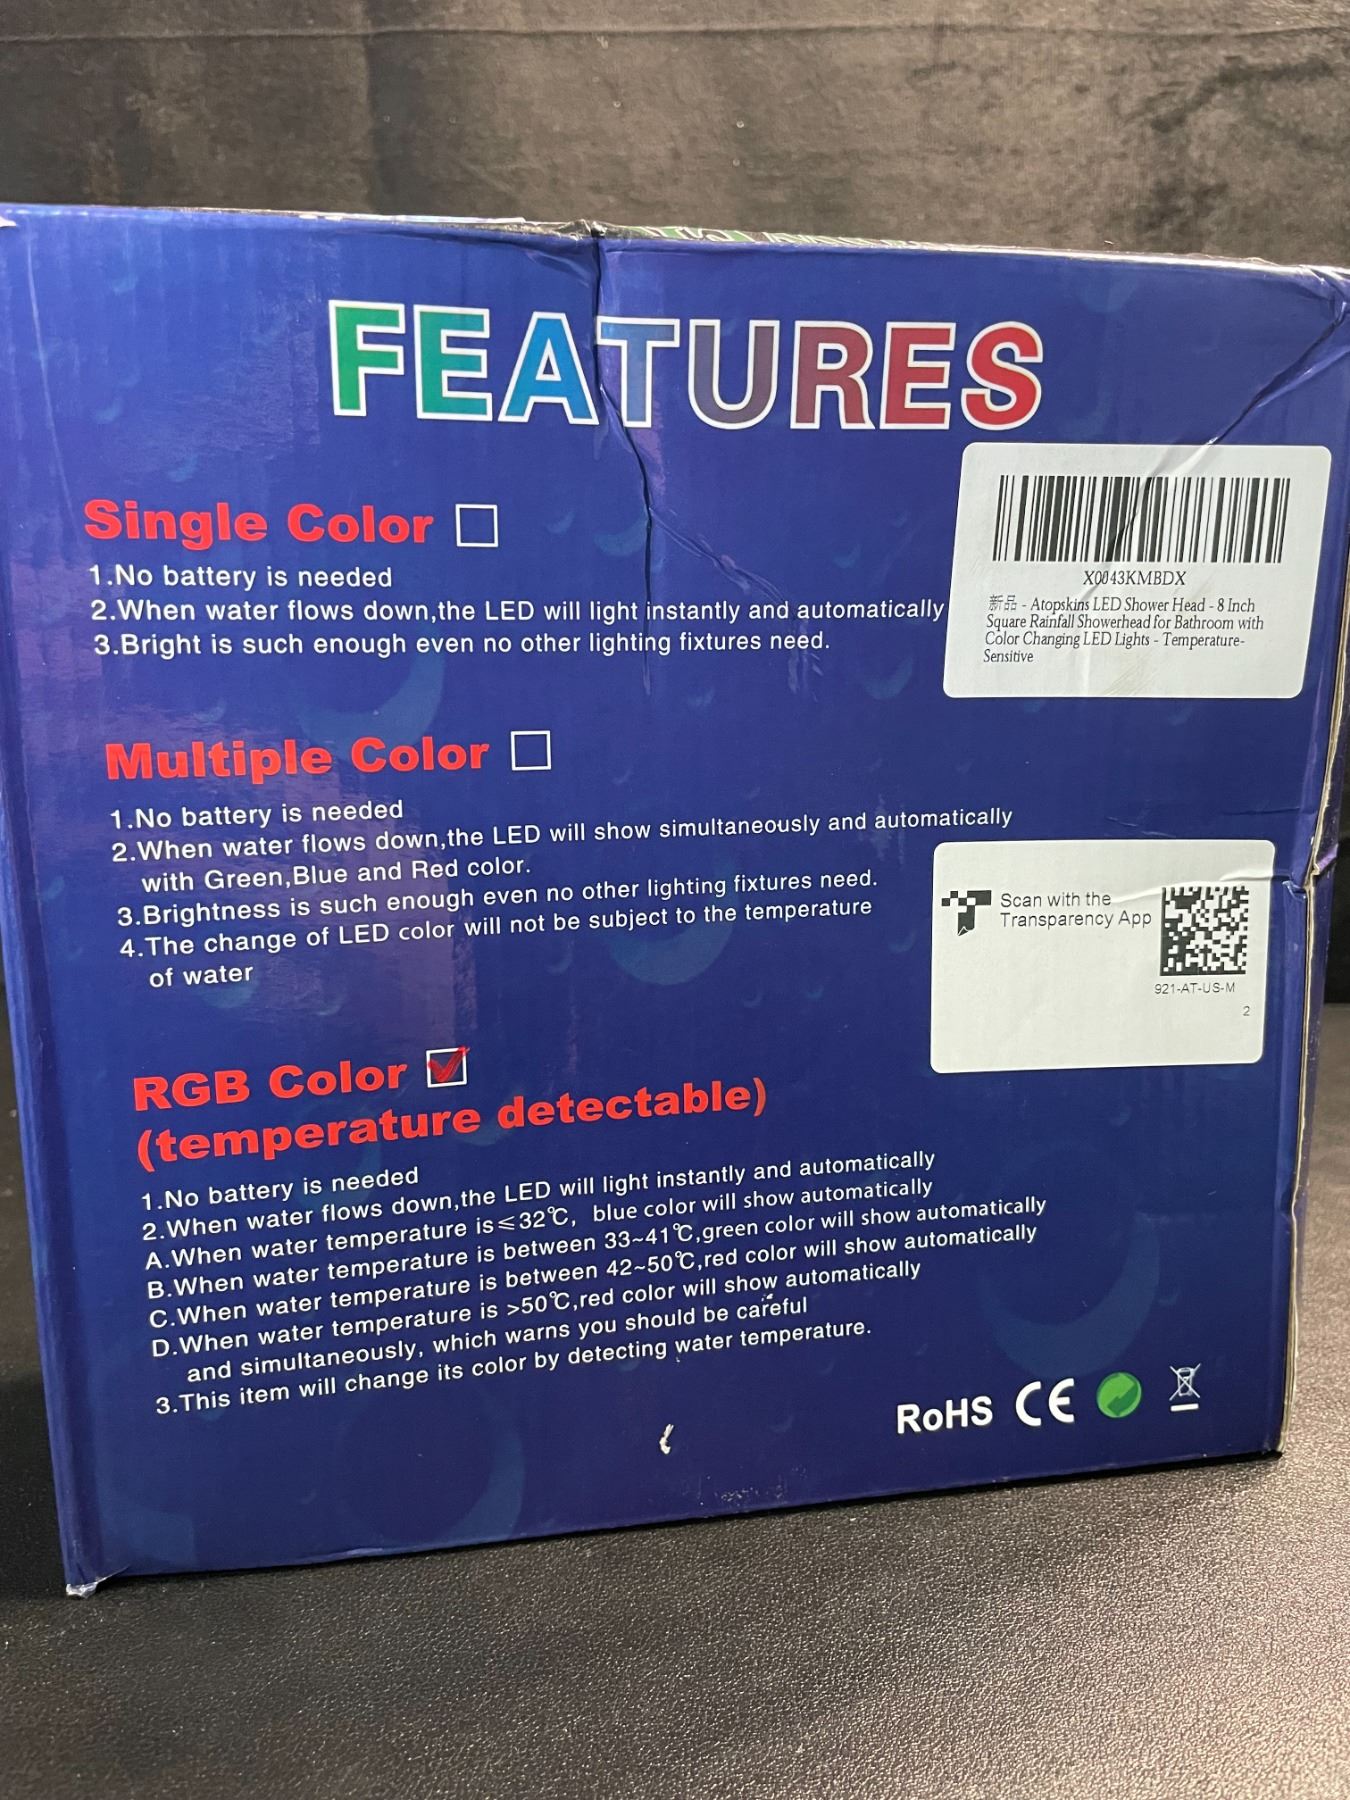 FEATURES
Single Color
1.No battery is needed
2.When water flows down,the LED will light instantly and automatically
3.Bright is such enough even no other lighting fixtures need.
X0043KMBDX
新品 - Atopskins LED Shower Head - 8 Inch
Square Rainfall Showerhead for Bathroom with
Color Changing LED Lights - Temperature-
Sensitive
Multiple Color
1.No battery is needed
2.When water flows down,the LED will show simultaneously and automatically
with Green,Blue and Red color.
3.Brightness is such enough even no other lighting fixtures need.
4.The change of LED color will not be subject to the temperature
of water
Scan with the
Transparency App
921-AT-US-M
2
RGB Color
(temperature detectable)
1.No battery is needed
2.When water flows down,the LED will light instantly and automatically
A.When water temperature is≤32℃, blue color will show automatically
B.When water temperature is between 33~41℃,green color will show automatically
C.When water temperature is between 42~50℃,red color will show automatically
D.When water temperature is >50℃,red color will show automatically
and simultaneously, which warns you should be careful
3.This item will change its color by detecting water temperature.
RoHS CE